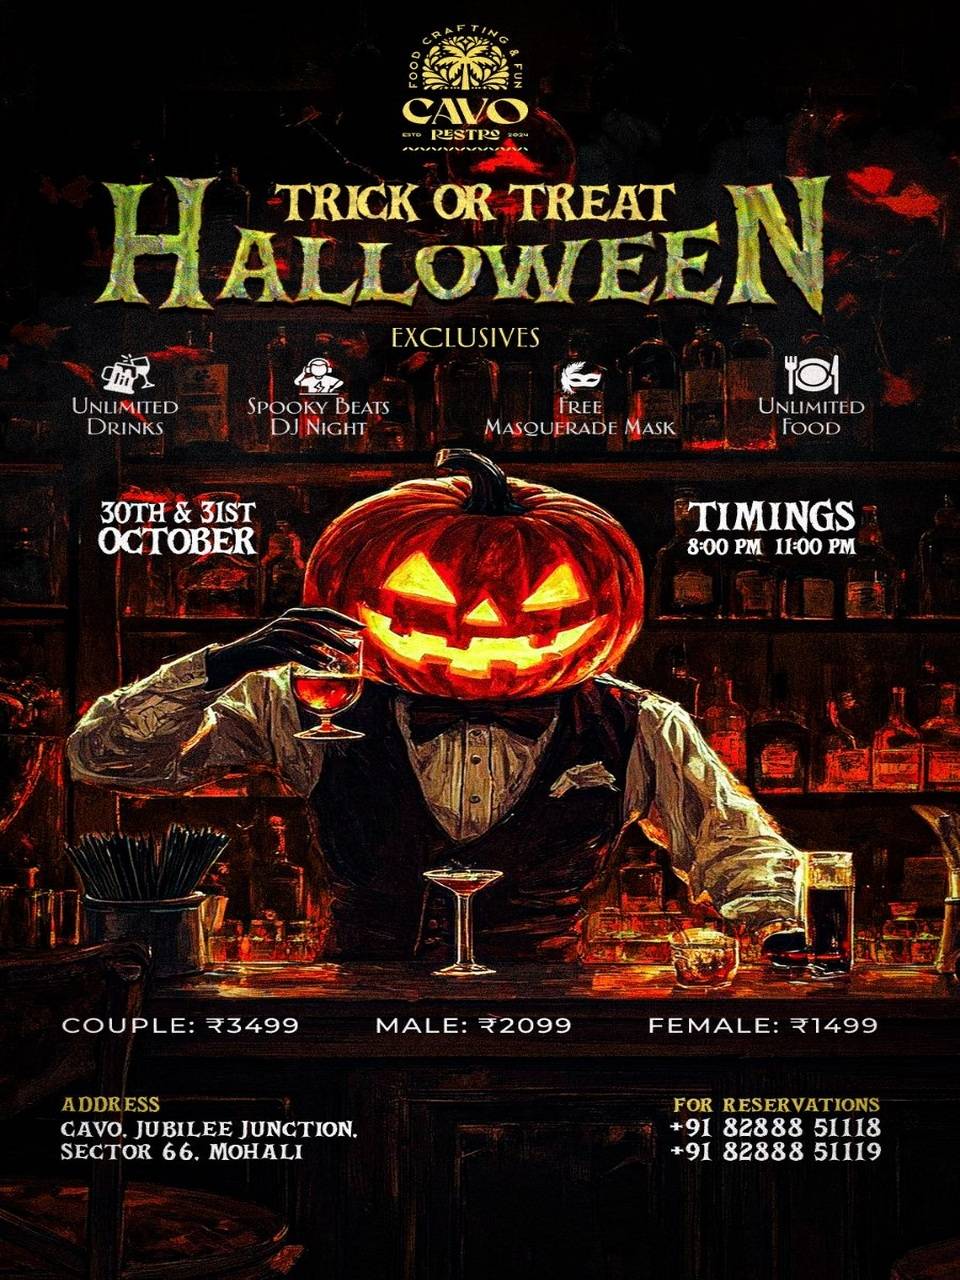 FOOD CRAFTING & FUN
CAVO
ESTD RESTRO 2024
TRICK OR TREAT
HALLOWEEN
EXCLUSIVES
UNLIMITED
DRINKS
SPOOKY BEATS
DJ NIGHT
FREE
MASQUERADE MASK
UNLIMITED
FOOD
30TH & 31ST
OCTOBER
TIMINGS
8:00 PM 11:00 PM
COUPLE: ₹3499 MALE: ₹2099 FEMALE: ₹1499
ADDRESS
CAVO, JUBILEE JUNCTION,
SECTOR 66, MOHALI
FOR RESERVATIONS
+91 82888 51118
+91 82888 51119